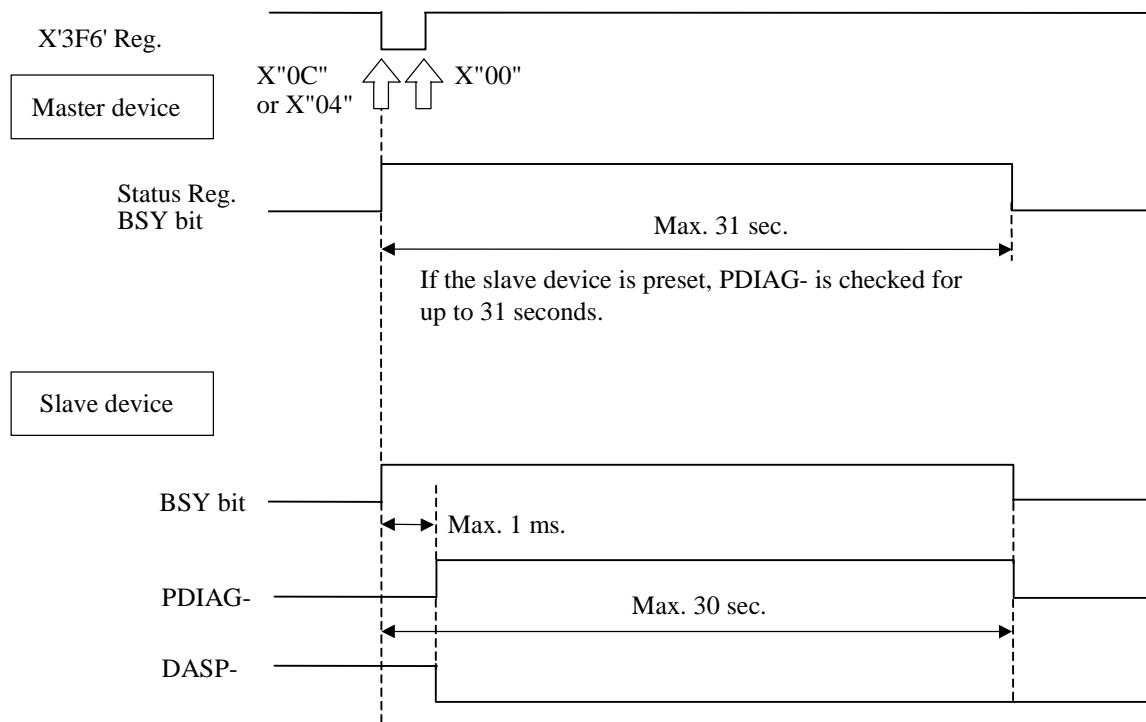 X'3F6' Reg.
X"0C"
or X"04"
X"00"
Master device
Status Reg.
BSY bit
Max. 31 sec.
If the slave device is preset, PDIAG- is checked for
up to 31 seconds.
Slave device
BSY bit
Max. 1 ms.
PDIAG-
Max. 30 sec.
DASP-